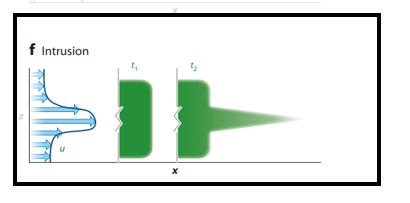 x
f Intrusion
t1 t2
z
u
x